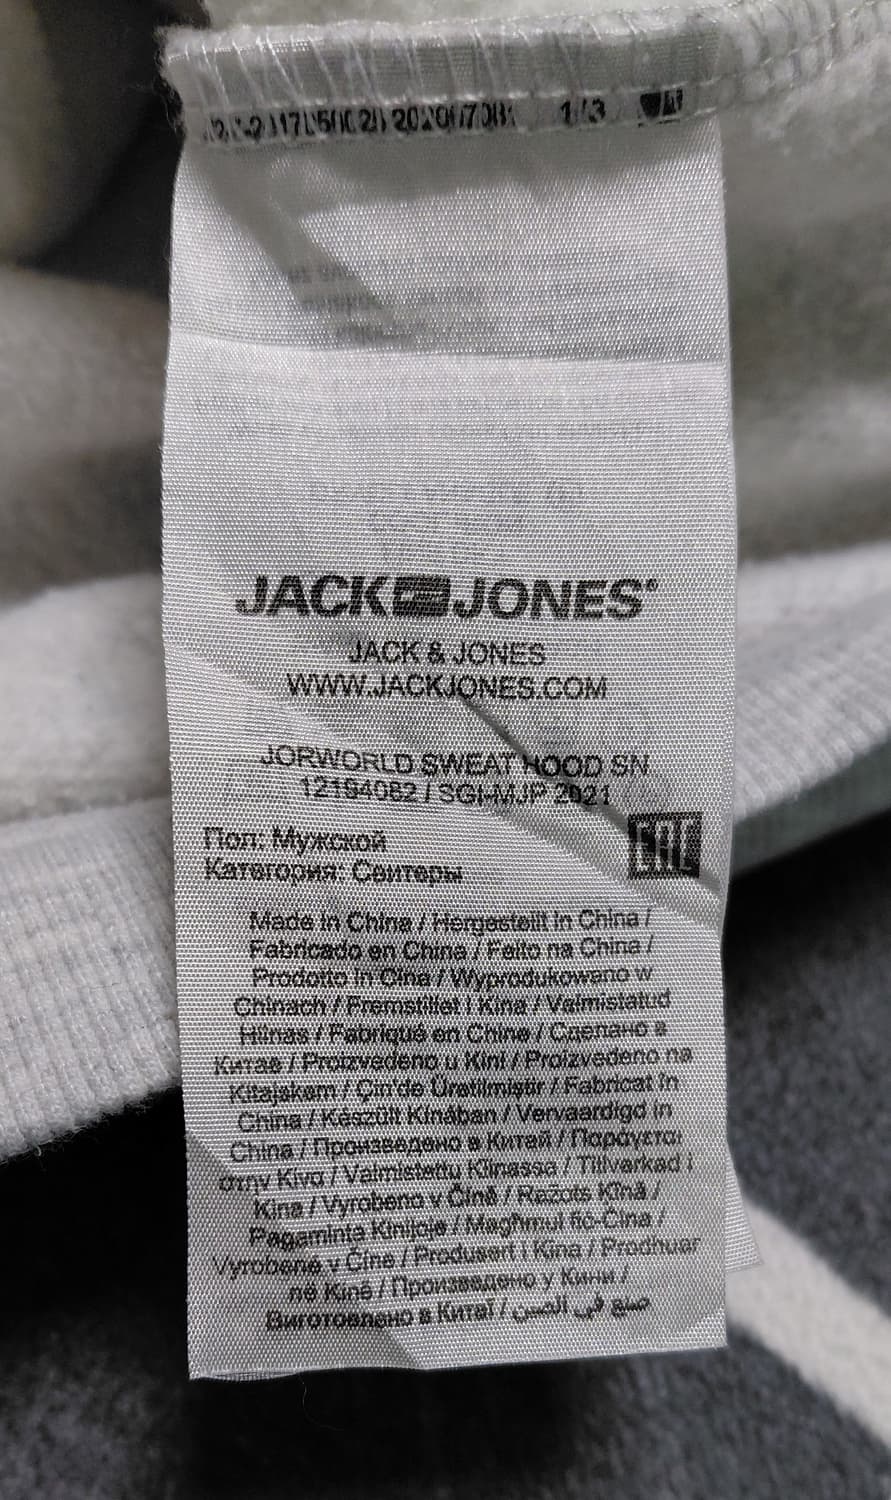 1/3
JACK JONES®
JACK & JONES
WWW.JACKJONES.COM
JORWORLD SWEAT HOOD SN
12194082 / SGI-MJP 2021
Пол: Мужской
Категория: Свитеры
EAC
Made in China / Hergestellt in China /
Fabricado en China / Feito na China /
Prodotto in Cina / Wyprodukowano w
Chinach / Fremstillet i Kina / Valmistatud
Hiinas / Fabriqué en Chine / Сделано в
Китае / Proizvedeno u Kini / Proizvedeno na
Kitajskem / Çin'de Üretilmiştir / Fabricat în
China / Készült Kínában / Vervaardigd in
China / Произведено в Китай / Παράγεται
στην Κίνα / Valmistettu Kiinassa / Tillverkad i
Kina / Vyrobeno v Číně / Ražots Ķīnā /
Pagaminta Kinijoje / Magħmul fiċ-Ċina /
Vyrobené v Číne / Produsert i Kina / Prodhuar
në Kinë / Произведено у Кини /
Виготовлено в Китаї / صنع في الصين